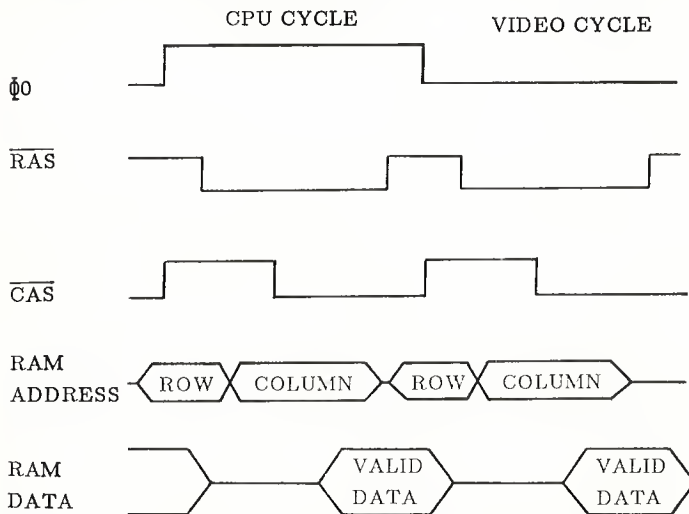 CPU CYCLE
VIDEO CYCLE
Φ0
RAS
CAS
RAM
ADDRESS
ROW
COLUMN
ROW
COLUMN
RAM
DATA
VALID
DATA
VALID
DATA